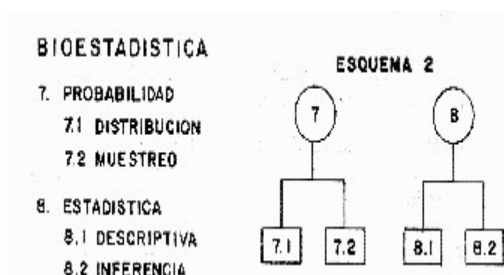 BIOESTADISTICA
7. PROBABILIDAD
7.1 DISTRIBUCION
7.2 MUESTREO
8. ESTADISTICA
8.1 DESCRIPTIVA
8.2 INFERENCIA
ESQUEMA 2
7 8
7.1 7.2 8.1 8.2